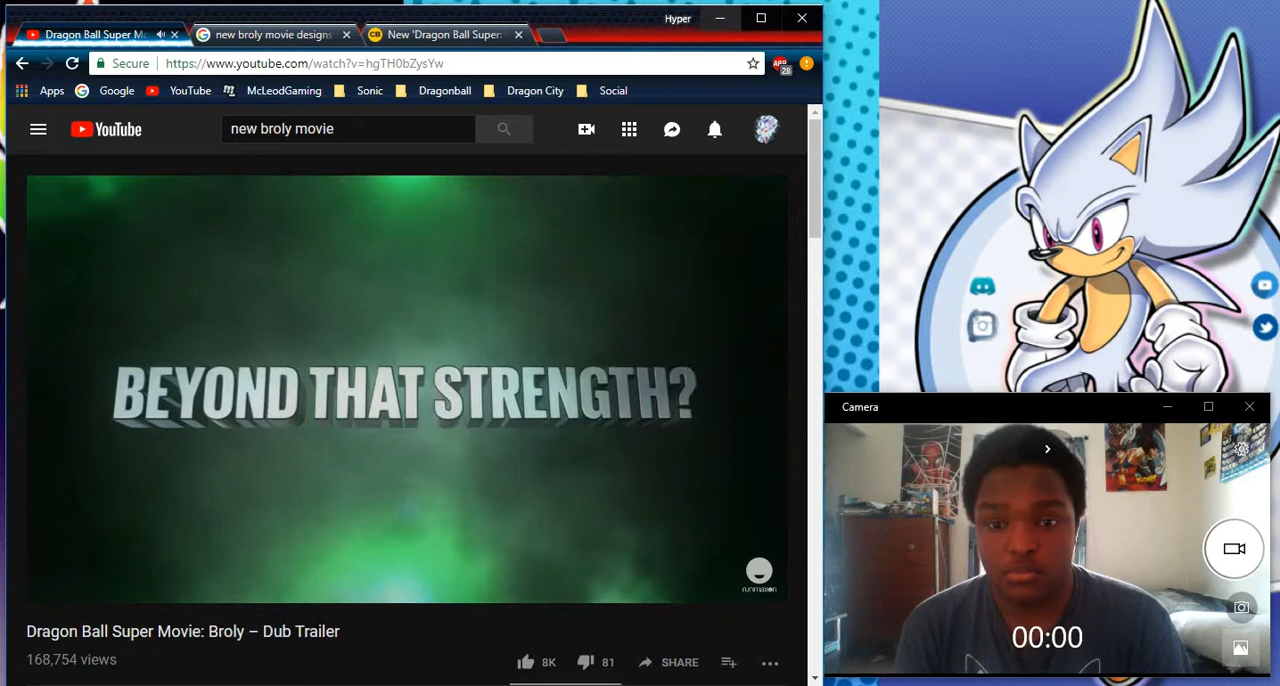 Hyper
Dragon Ball Super M
new broly movie designs
New 'Dragon Ball Super:
Secure
https://www.youtube.com/watch?v=hgTH0bZysYw
28
Apps
Google
YouTube
McLeodGaming
Sonic
Dragonball
Dragon City
Social
YouTube
new broly movie
BEYOND THAT STRENGTH?
FUNIMATION
Dragon Ball Super Movie: Broly – Dub Trailer
168,754 views
8K
81
SHARE
Camera
00:00